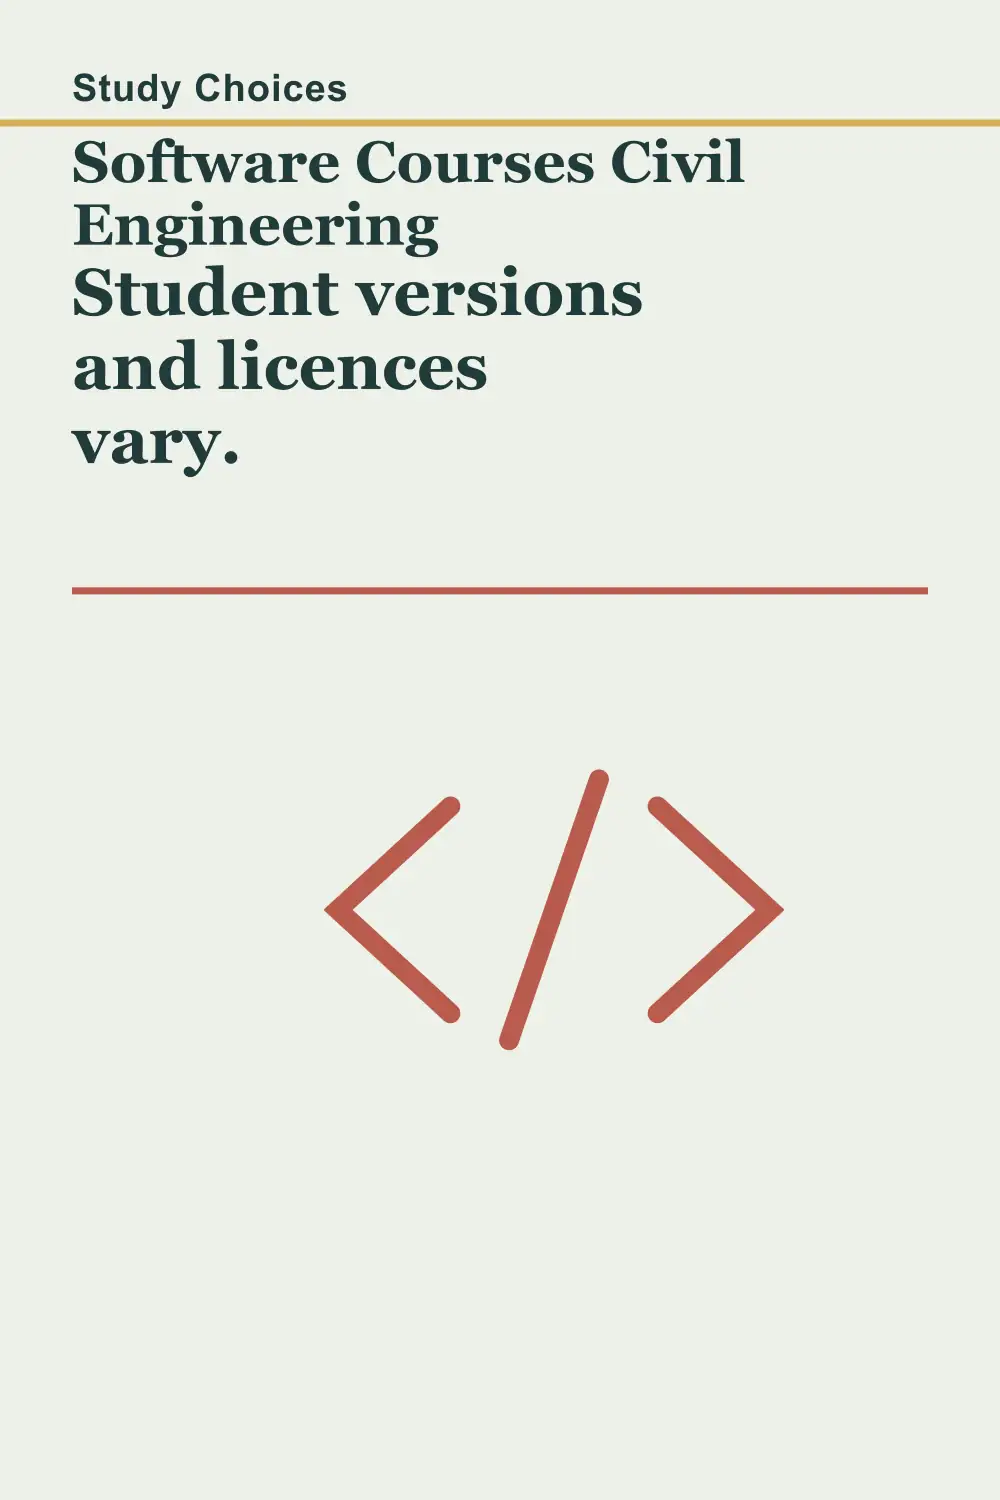 Study Choices
Software Courses Civil
Engineering
Student versions
and licences
vary.
</>